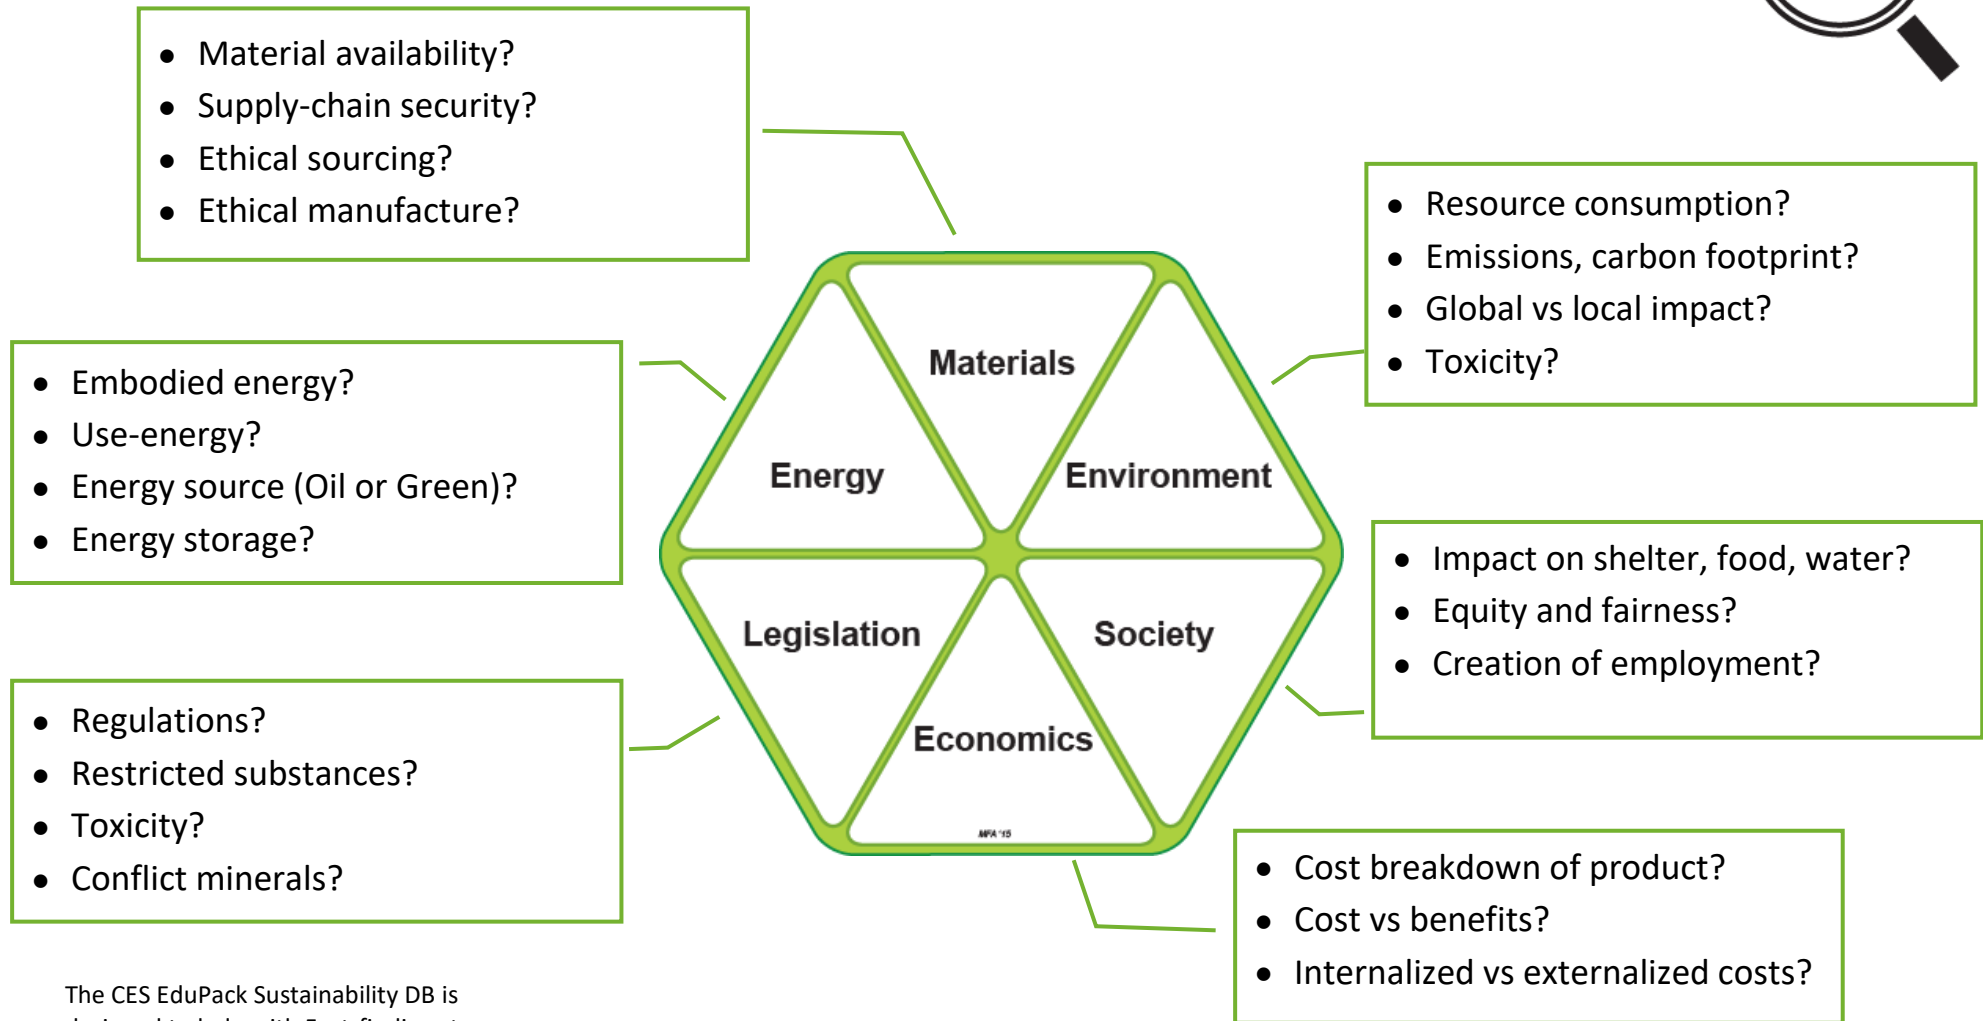 • Material availability?
• Supply-chain security?
• Ethical sourcing?
• Ethical manufacture?
• Resource consumption?
• Emissions, carbon footprint?
• Global vs local impact?
• Toxicity?
• Embodied energy?
• Use-energy?
• Energy source (Oil or Green)?
• Energy storage?
Materials
Energy
Environment
Legislation
Society
Economics
MFA '15
• Impact on shelter, food, water?
• Equity and fairness?
• Creation of employment?
• Regulations?
• Restricted substances?
• Toxicity?
• Conflict minerals?
• Cost breakdown of product?
• Cost vs benefits?
• Internalized vs externalized costs?
The CES EduPack Sustainability DB is